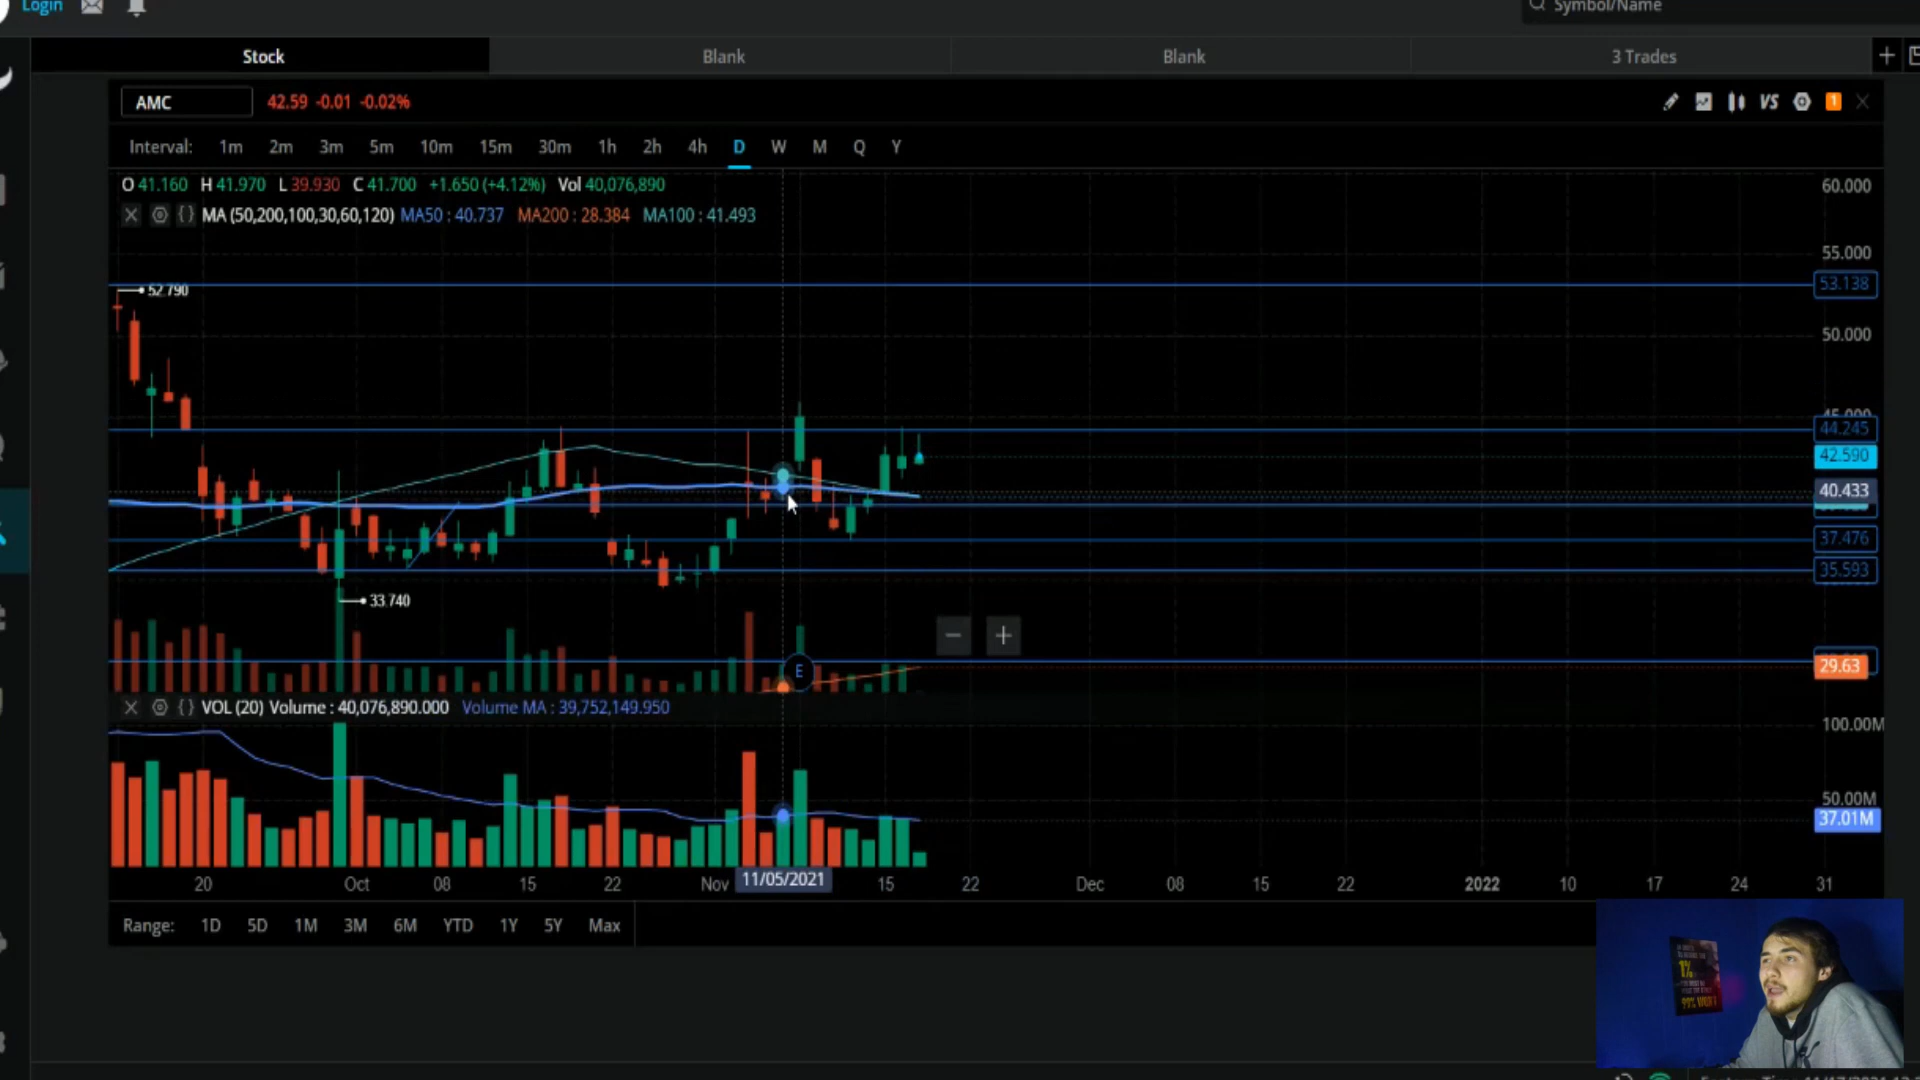 Login
Symbol/Name
Stock
Blank
Blank
3 Trades
AMC
42.59 -0.01 -0.02%
VS
1
Interval: 1m 2m 3m 5m 10m 15m 30m 1h 2h 4h D W M Q Y
O 41.160 H 41.970 L 39.930 C 41.700 +1.650 (+4.12%) Vol 40,076,890
MA (50,200,100,30,60,120) MA50 : 40.737 MA200 : 28.384 MA100 : 41.493
60.000
55.000
53.138
52.790
50.000
45.000
44.245
42.590
40.433
37.476
35.593
33.740
E
29.63
VOL (20) Volume : 40,076,890.000 Volume MA : 39,752,149.950
100.00M
50.00M
37.01M
20 Oct 08 15 22 Nov 11/05/2021 15 22 Dec 08 15 22 2022 10 17 24 31
Range: 1D 5D 1M 3M 6M YTD 1Y 5Y Max
1%